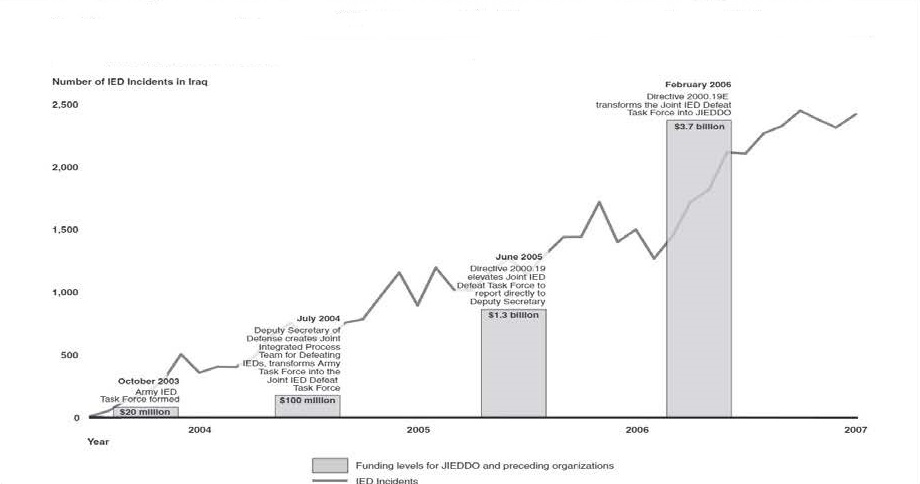 Number of IED Incidents in Iraq
2,500
2,000
1,500
1,000
500
0
October 2003
Army IED
Task Force formed
$20 million
July 2004
Deputy Secretary of
Defense creates Joint
Integrated Process
Team for Defeating
IEDs, transforms Army
Task Force into the
Joint IED Defeat
Task Force
$100 million
June 2005
Directive 2000.19
elevates Joint IED
Defeat Task Force to
report directly to
Deputy Secretary
$1.3 billion
February 2006
Directive 2000.19E
transforms the Joint IED Defeat
Task Force into JIEDDO
$3.7 billion
2004
2005
2006
2007
Year
Funding levels for JIEDDO and preceding organizations
IED Incidents